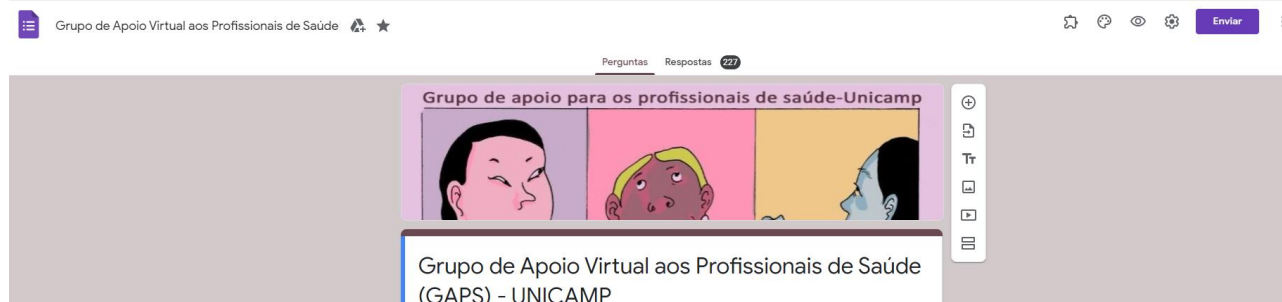 Grupo de Apoio Virtual aos Profissionais de Saúde
Enviar
Perguntas Respostas 227
Grupo de apoio para os profissionais de saúde-Unicamp
Tт
Grupo de Apoio Virtual aos Profissionais de Saúde
(GAPS) - UNICAMP